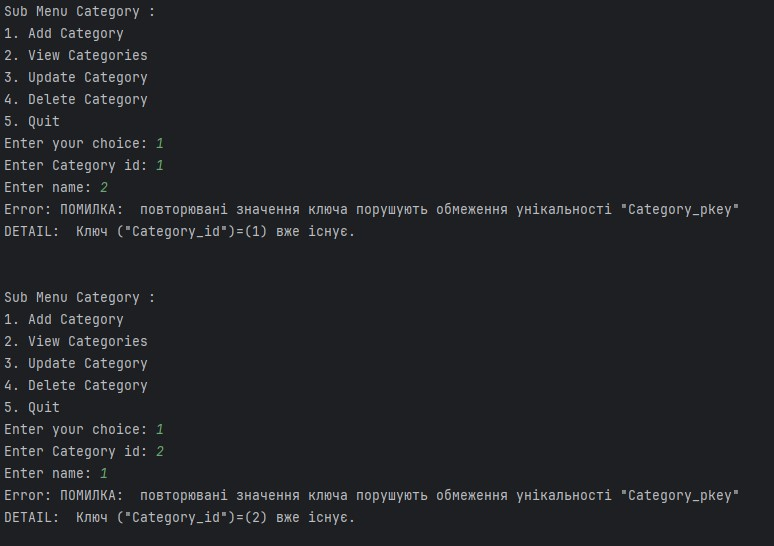 Sub Menu Category :
1. Add Category
2. View Categories
3. Update Category
4. Delete Category
5. Quit
Enter your choice: 1
Enter Category id: 1
Enter name: 2
Error: ПОМИЛКА:  повторювані значення ключа порушують обмеження унікальності "Category_pkey"
DETAIL:  Ключ ("Category_id")=(1) вже існує.
Sub Menu Category :
1. Add Category
2. View Categories
3. Update Category
4. Delete Category
5. Quit
Enter your choice: 1
Enter Category id: 2
Enter name: 1
Error: ПОМИЛКА:  повторювані значення ключа порушують обмеження унікальності "Category_pkey"
DETAIL:  Ключ ("Category_id")=(2) вже існує.